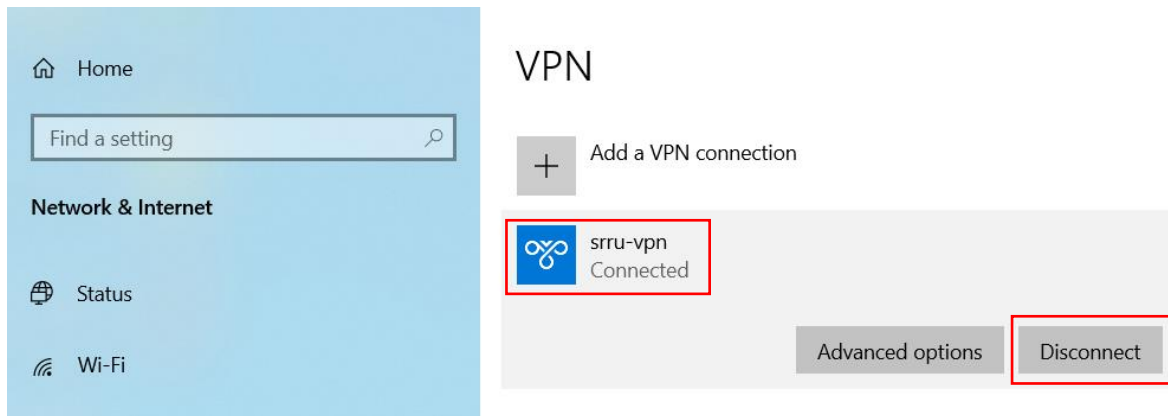 Home
Find a setting
Network & Internet
Status
Wi-Fi
VPN
Add a VPN connection
srru-vpn
Connected
Advanced options
Disconnect